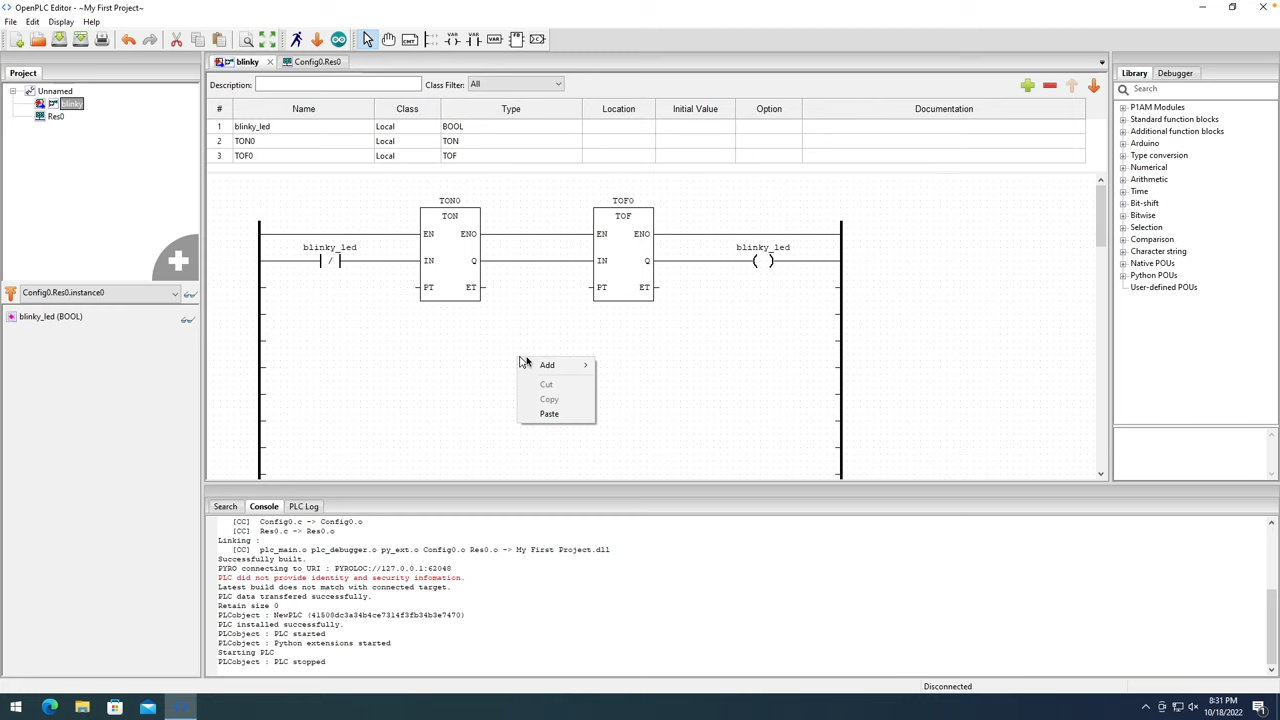 OpenPLC Editor - ~My First Project~
File Edit Display Help
Project
Unnamed
blinky
Res0
Config0.Res0.instance0
blinky_led (BOOL)
blinky
Config0.Res0
Description:
Class Filter: All
# Name Class Type Location Initial Value Option Documentation
1 blinky_led Local BOOL
2 TON0 Local TON
3 TOF0 Local TOF
TON0 TOF0
TON TOF
EN ENO EN ENO
blinky_led blinky_led
/ IN Q IN Q
PT ET PT ET
Add
Cut
Copy
Paste
Library Debugger
Search
P1AM Modules
Standard function blocks
Additional function blocks
Arduino
Type conversion
Numerical
Arithmetic
Time
Bit-shift
Bitwise
Selection
Comparison
Character string
Native POUs
Python POUs
User-defined POUs
Search Console PLC Log
[CC] Config0.c -> Config0.o
[CC] Res0.c -> Res0.o
Linking :
[CC] plc_main.o plc_debugger.o py_ext.o Config0.o Res0.o -> My First Project.dll
Successfully built.
PYRO connecting to URI : PYROLOC://127.0.0.1:62048
PLC did not provide identity and security infomation.
Latest build does not match with connected target.
PLC data transfered successfully.
Retain size 0
PLCobject : NewPLC (41508dc3a34b4ce7314f3fb34b3e7470)
PLC installed successfully.
PLCobject : PLC started
PLCobject : Python extensions started
Starting PLC
PLCobject : PLC stopped
Disconnected
8:31 PM
10/18/2022